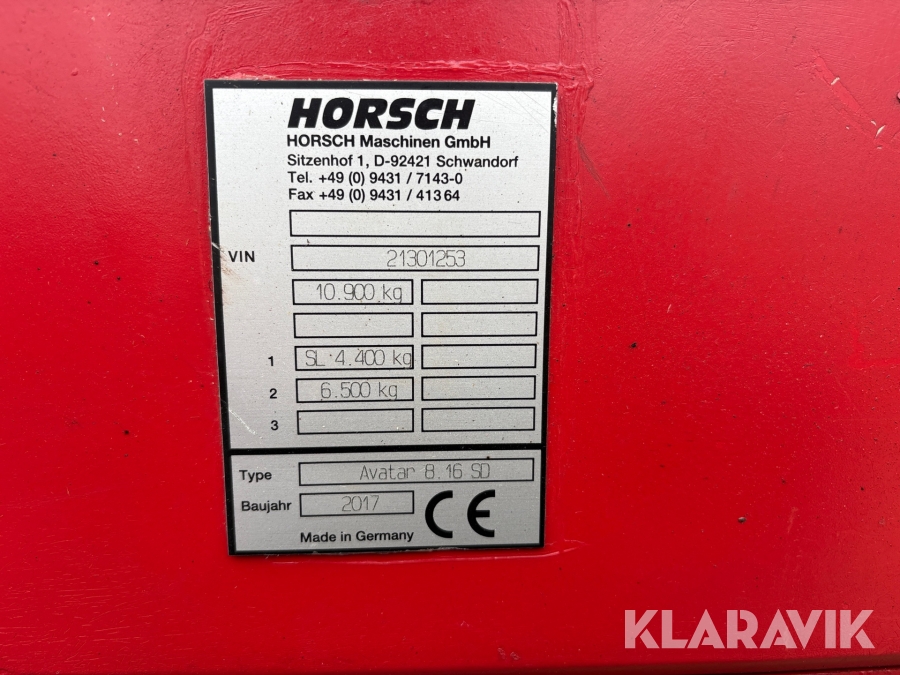 HORSCH
HORSCH Maschinen GmbH
Sitzenhof 1, D-92421 Schwandorf
Tel. +49 (0) 9431 / 7143-0
Fax +49 (0) 9431 / 41364
VIN 21301253
10.900 kg
1 SL·4.400 kg
2 6.500 kg
3
Type Avatar 8.16 SD
Baujahr 2017 CE
Made in Germany
KLARAVIK